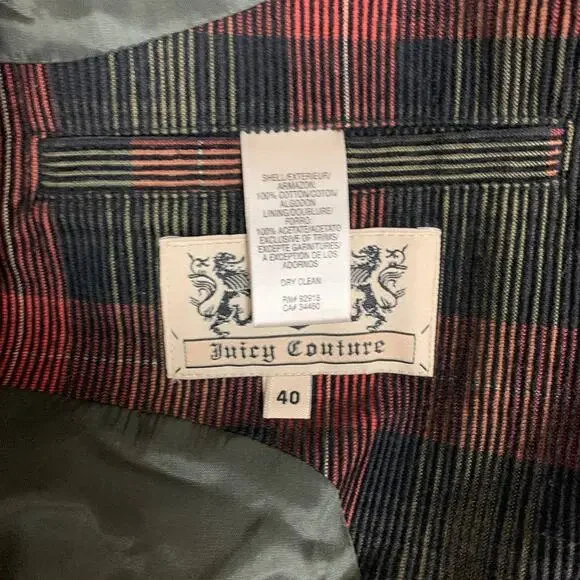 SHELL/EXTERIEUR/
ARMAZON:
100% COTTON/COTON/
ALGODON
LINING/DOUBLURE/
FORRO:
100% ACETATE/ACETATO
EXCLUSIVE OF TRIMS/
EXCEPTE GARNITURES/
A EXCEPTION DE LOS
ADORNOS
DRY CLEAN
RN# 92918
CA# 34460
Juicy Couture
40